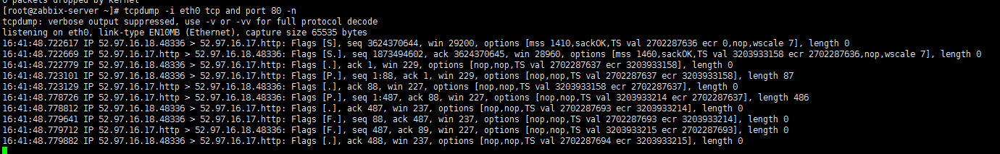 0 packets dropped by kernel
[root@zabbix-server ~]# tcpdump -i eth0 tcp and port 80 -n
tcpdump: verbose output suppressed, use -v or -vv for full protocol decode
listening on eth0, link-type EN10MB (Ethernet), capture size 65535 bytes
16:41:48.722617 IP 52.97.16.18.48336 > 52.97.16.17.http: Flags [S], seq 3624370644, win 29200, options [mss 1410,sackOK,TS val 2702287636 ecr 0,nop,wscale 7], length 0
16:41:48.722669 IP 52.97.16.17.http > 52.97.16.18.48336: Flags [S.], seq 1873494602, ack 3624370645, win 28960, options [mss 1460,sackOK,TS val 3203933158 ecr 2702287636,nop,wscale 7], length 0
16:41:48.722779 IP 52.97.16.18.48336 > 52.97.16.17.http: Flags [.], ack 1, win 229, options [nop,nop,TS val 2702287637 ecr 3203933158], length 0
16:41:48.723101 IP 52.97.16.18.48336 > 52.97.16.17.http: Flags [P.], seq 1:88, ack 1, win 229, options [nop,nop,TS val 2702287637 ecr 3203933158], length 87
16:41:48.723129 IP 52.97.16.17.http > 52.97.16.18.48336: Flags [.], ack 88, win 227, options [nop,nop,TS val 3203933158 ecr 2702287637], length 0
16:41:48.778726 IP 52.97.16.17.http > 52.97.16.18.48336: Flags [P.], seq 1:487, ack 88, win 227, options [nop,nop,TS val 3203933214 ecr 2702287637], length 486
16:41:48.778812 IP 52.97.16.18.48336 > 52.97.16.17.http: Flags [.], ack 487, win 237, options [nop,nop,TS val 2702287693 ecr 3203933214], length 0
16:41:48.779641 IP 52.97.16.18.48336 > 52.97.16.17.http: Flags [F.], seq 88, ack 487, win 237, options [nop,nop,TS val 2702287693 ecr 3203933214], length 0
16:41:48.779712 IP 52.97.16.17.http > 52.97.16.18.48336: Flags [F.], seq 487, ack 89, win 227, options [nop,nop,TS val 3203933215 ecr 2702287693], length 0
16:41:48.779882 IP 52.97.16.18.48336 > 52.97.16.17.http: Flags [.], ack 488, win 237, options [nop,nop,TS val 2702287694 ecr 3203933215], length 0